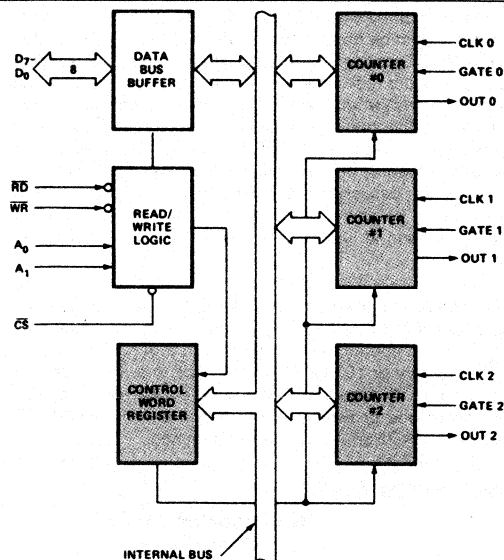 D7-
D0
8
DATA
BUS
BUFFER
COUNTER
#0
CLK 0
GATE 0
OUT 0
RD
WR
A0
A1
CS
READ/
WRITE
LOGIC
COUNTER
#1
CLK 1
GATE 1
OUT 1
CONTROL
WORD
REGISTER
COUNTER
#2
CLK 2
GATE 2
OUT 2
INTERNAL BUS